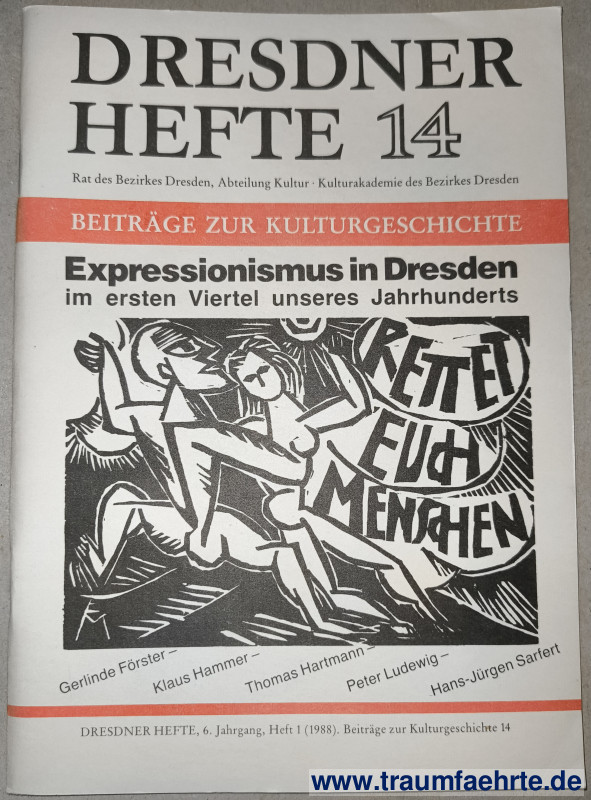 DRESDNER
HEFTE 14
Rat des Bezirkes Dresden, Abteilung Kultur · Kulturakademie des Bezirkes Dresden
BEITRÄGE ZUR KULTURGESCHICHTE
Expressionismus in Dresden
im ersten Viertel unseres Jahrhunderts
RETTET
EUCH
MENSCHEN
Gerlinde Förster –
Klaus Hammer –
Thomas Hartmann –
Peter Ludewig –
Hans-Jürgen Sarfert
DRESDNER HEFTE, 6. Jahrgang, Heft 1 (1988). Beiträge zur Kulturgeschichte 14
www.traumfaehrte.de